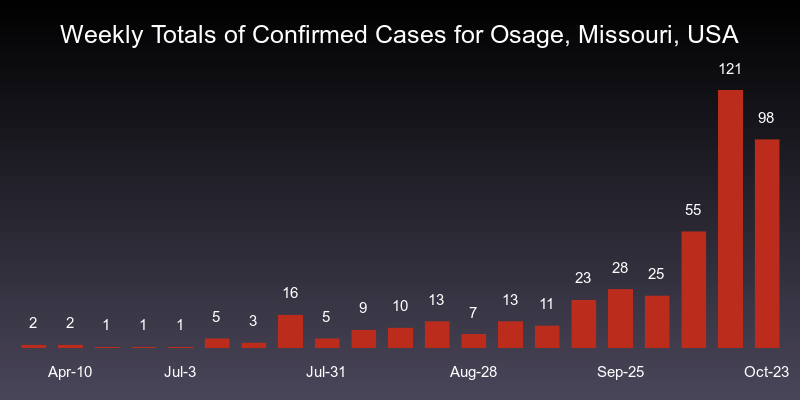 Weekly Totals of Confirmed Cases for Osage, Missouri, USA
2 2 1 1 1 5 3 16 5 9 10 13 7 13 11 23 28 25 55 121 98
Apr-10 Jul-3 Jul-31 Aug-28 Sep-25 Oct-23